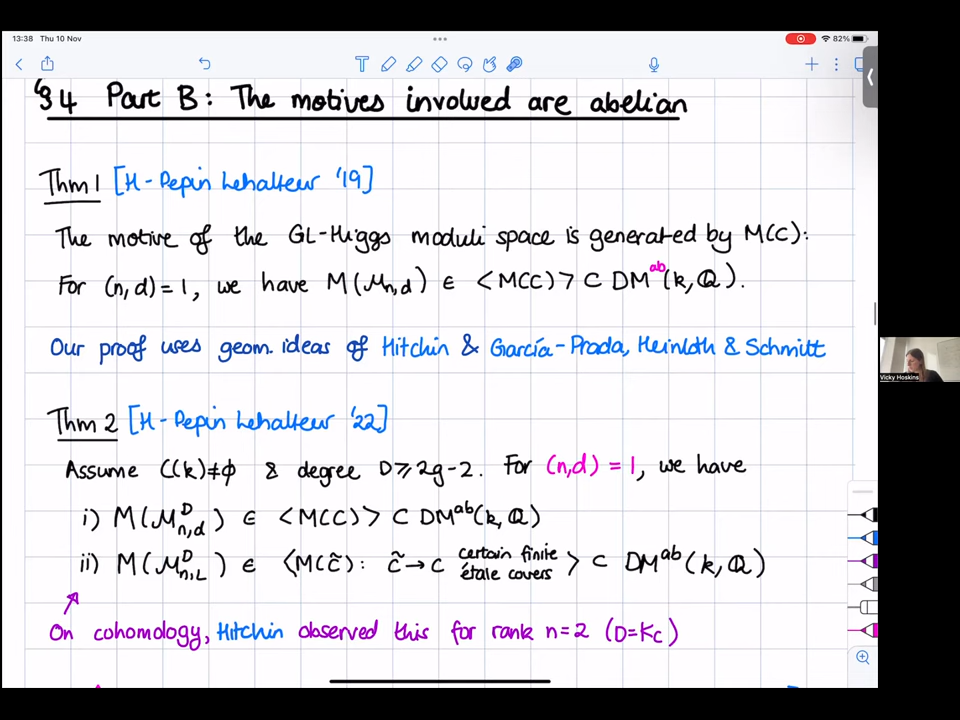 13:38 Thu 10 Nov
82%
§4 Part B: The motives involved are abelian
Thm 1 [H-Pepin Lehalleur '19]
The motive of the GL-Higgs moduli space is generated by M(C):
For (n,d)=1, we have M(M_{n,d}) ∈ <M(C)> ⊂ DM^{ab}(k,Q).
Our proof uses geom. ideas of Hitchin & García-Prada, Heinloth & Schmitt
Thm 2 [H-Pepin Lehalleur '22]
Assume C(k)≠∅ & degree D≥2g-2. For (n,d)=1, we have
i) M(M^D_{n,d}) ∈ <M(C)> ⊂ DM^{ab}(k,Q)
ii) M(M^D_{n,L}) ∈ <M(C̃): C̃→C certain finite étale covers> ⊂ DM^{ab}(k,Q)
On cohomology, Hitchin observed this for rank n=2 (D=K_C)
Vicky Hoskins